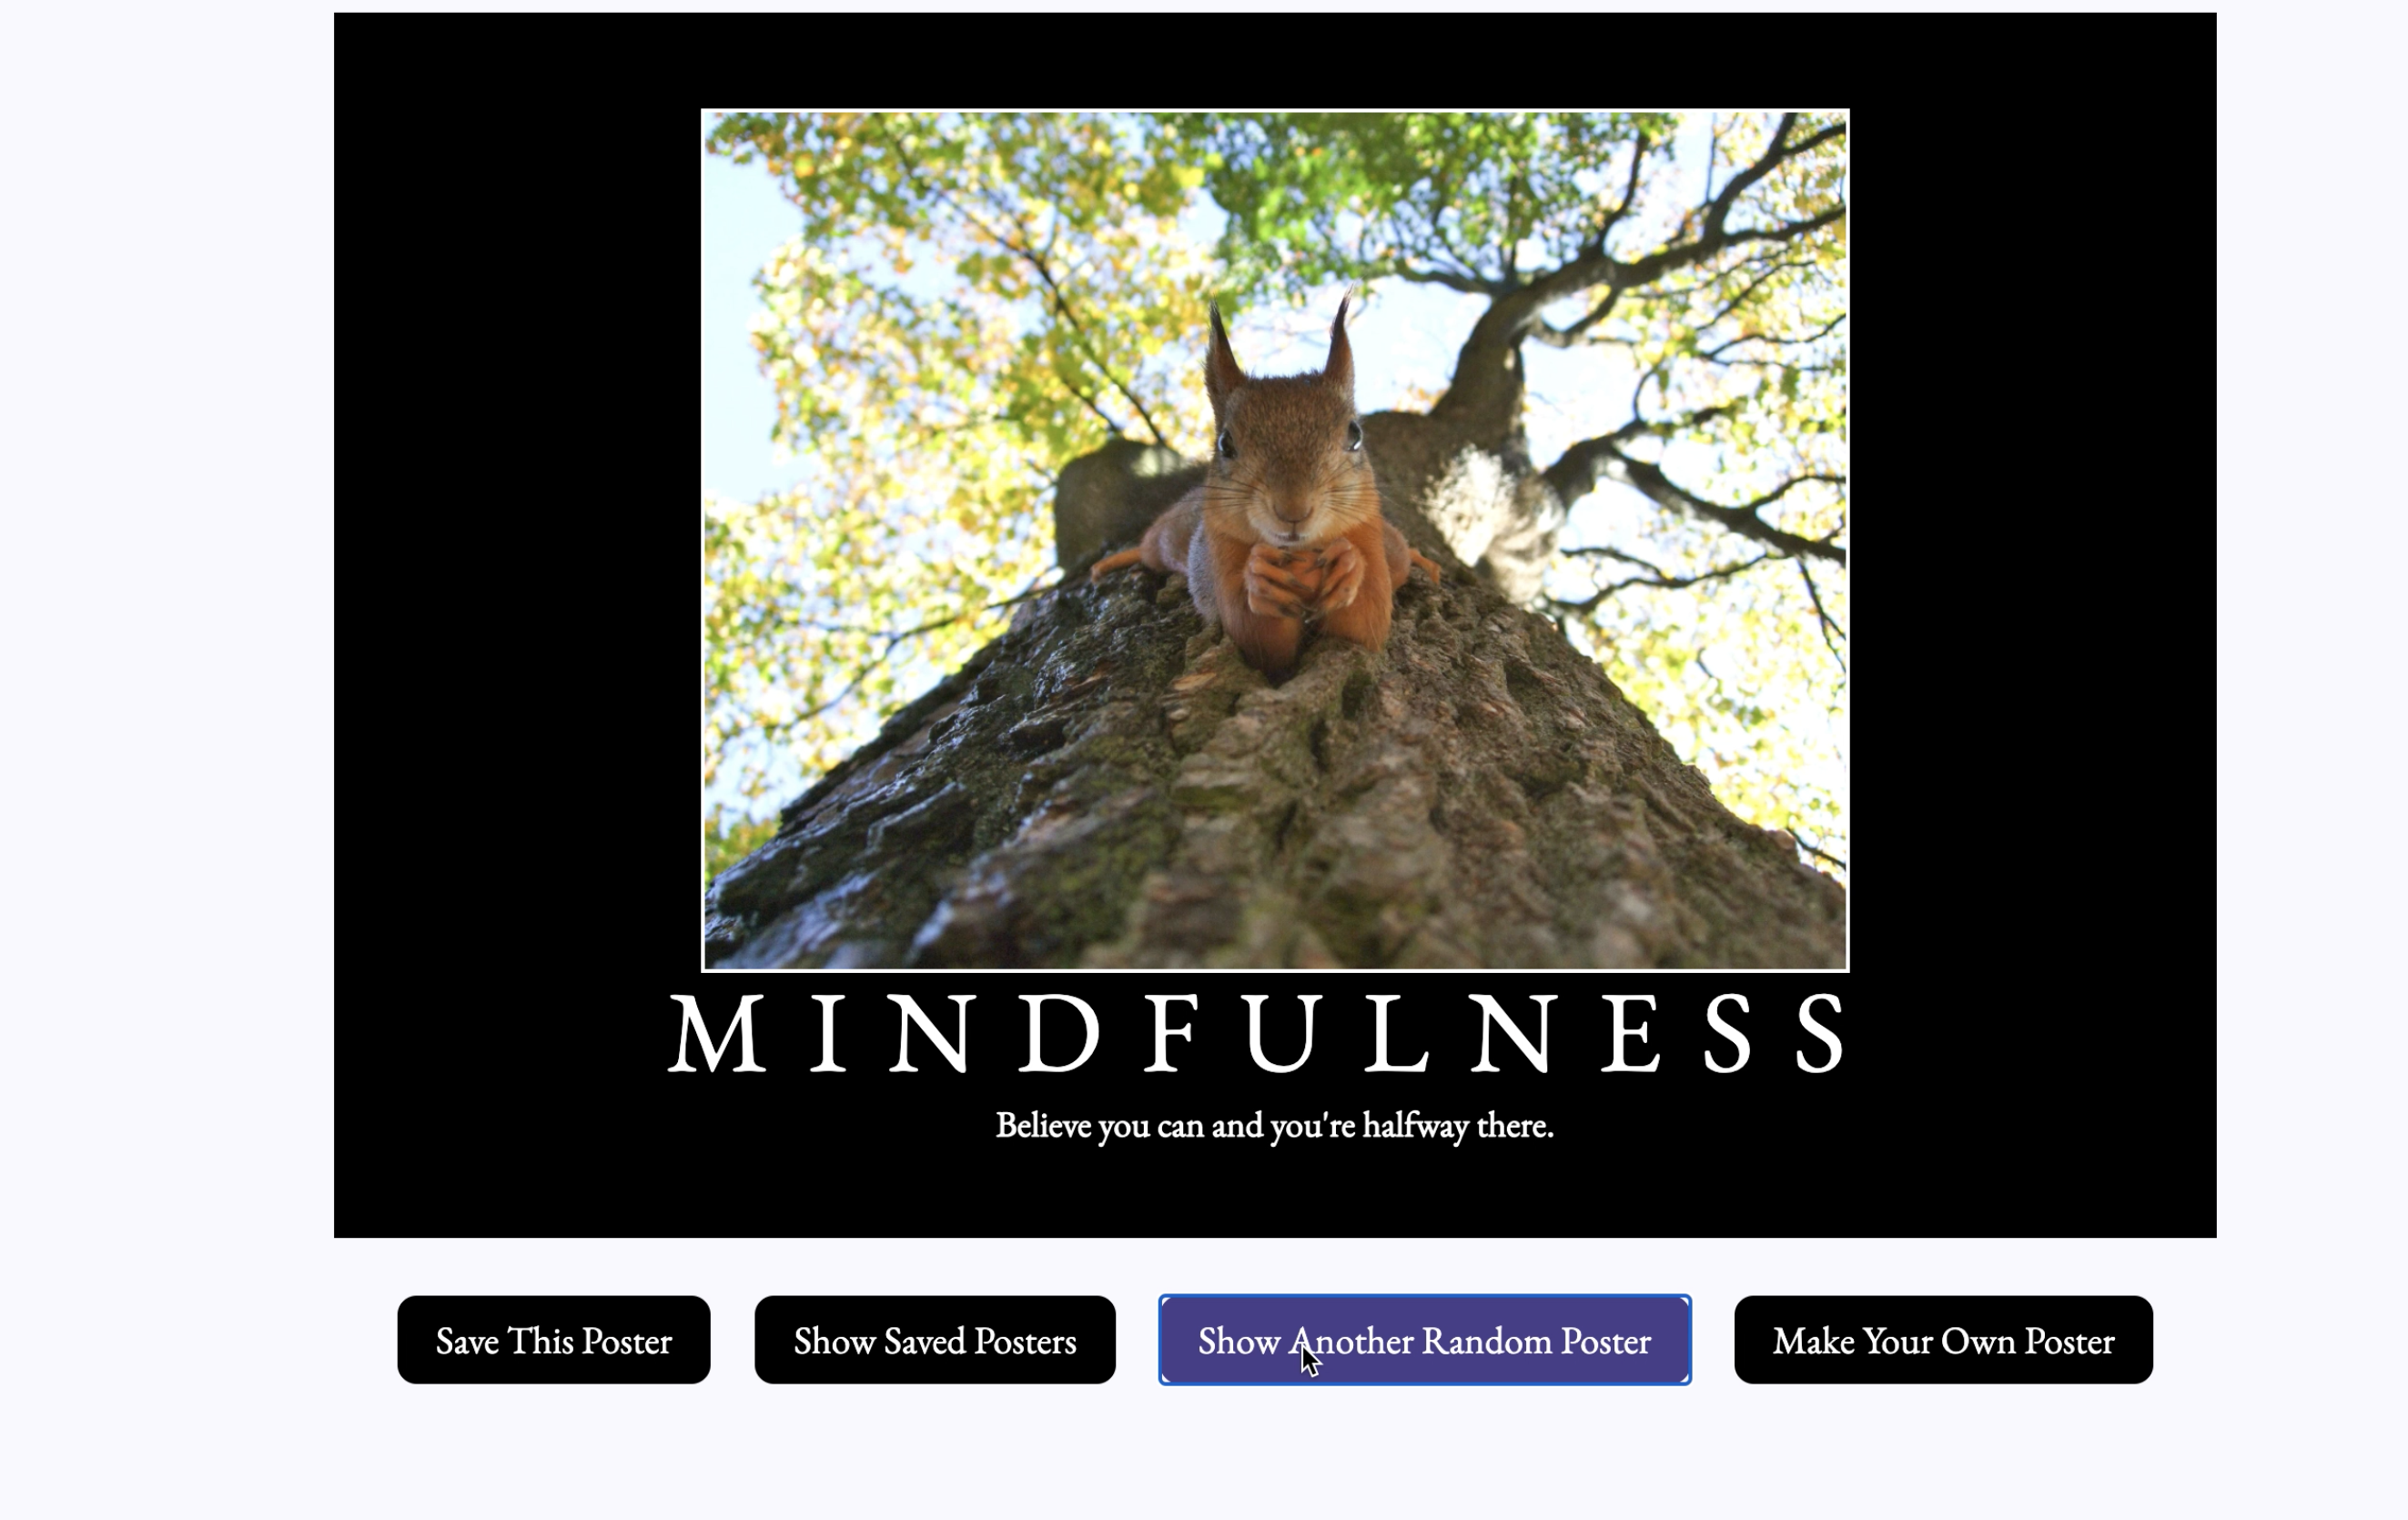 MINDFULNESS
Believe you can and you're halfway there.
Save This Poster
Show Saved Posters
Show Another Random Poster
Make Your Own Poster